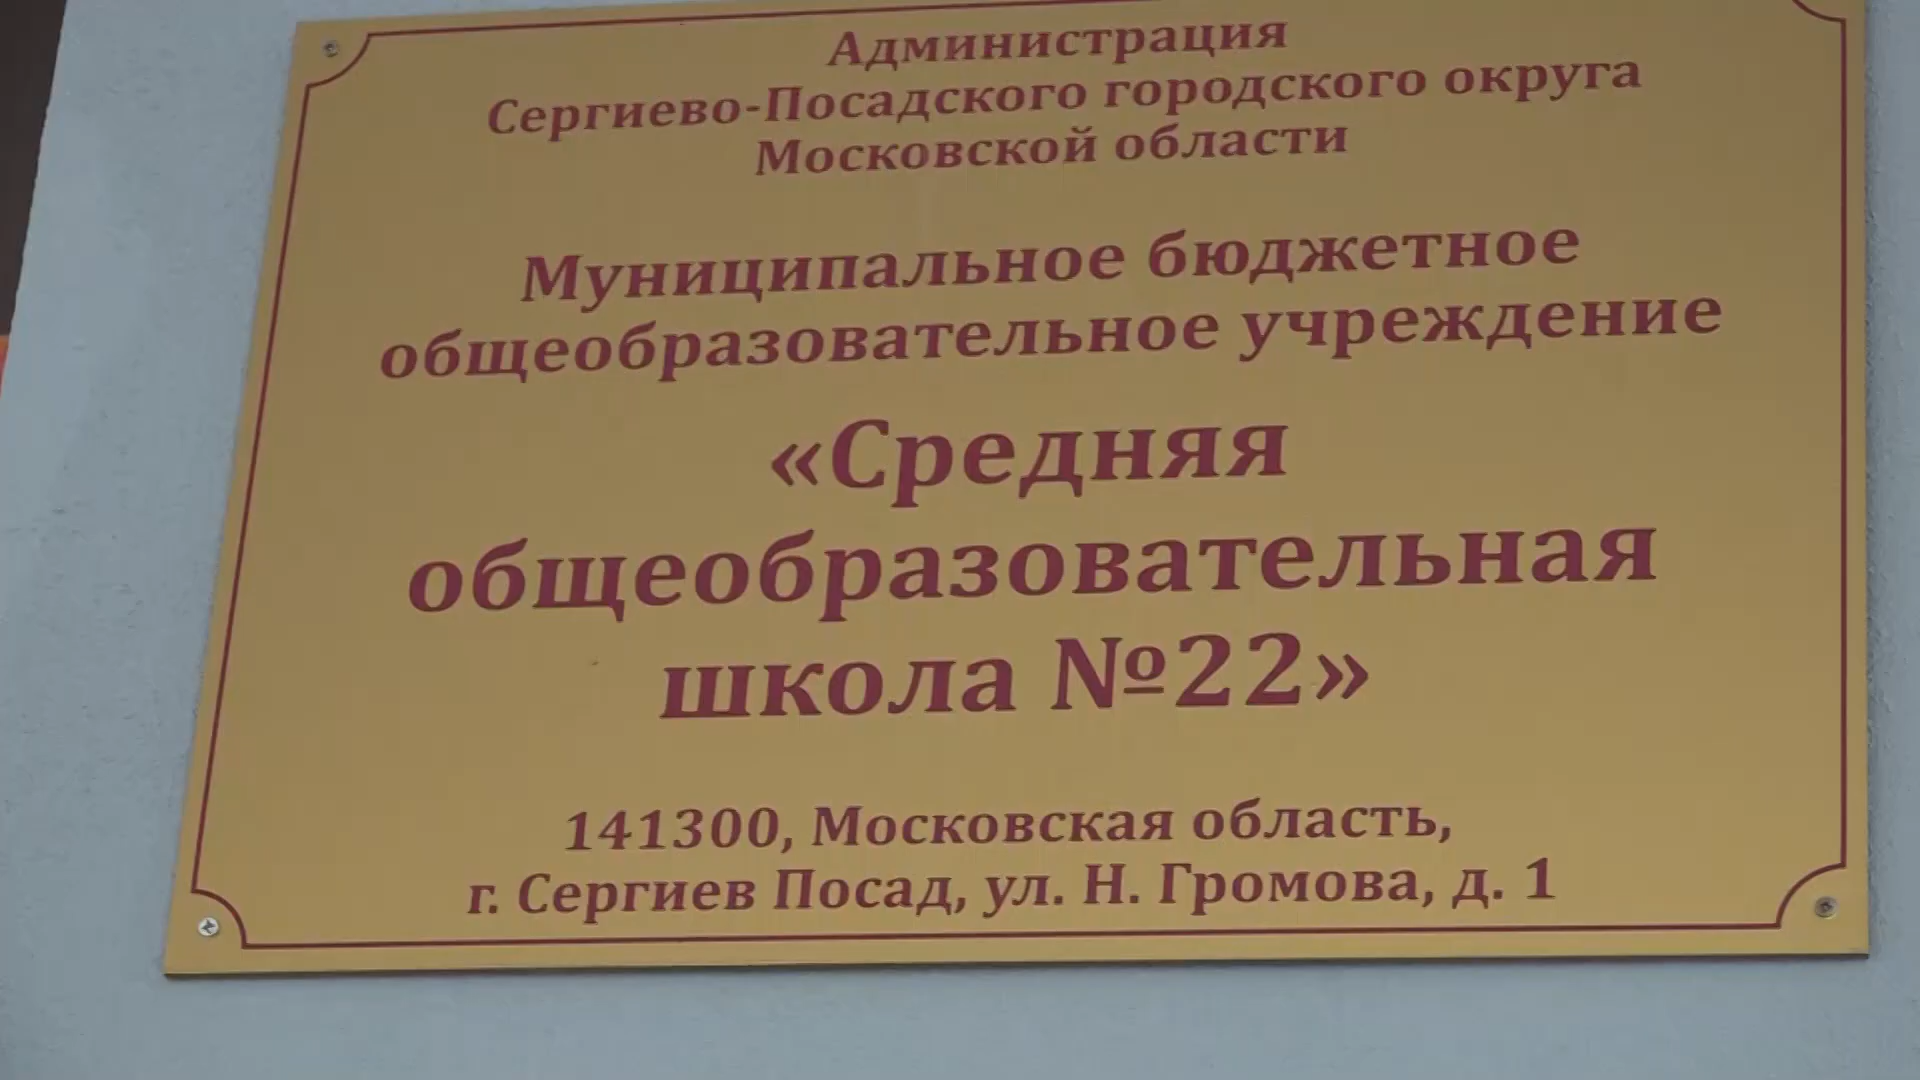 Администрация
Сергиево-Посадского городского округа
Московской области
Муниципальное бюджетное
общеобразовательное учреждение
«Средняя
общеобразовательная
школа №22»
141300, Московская область,
г. Сергиев Посад, ул. Н. Громова, д. 1